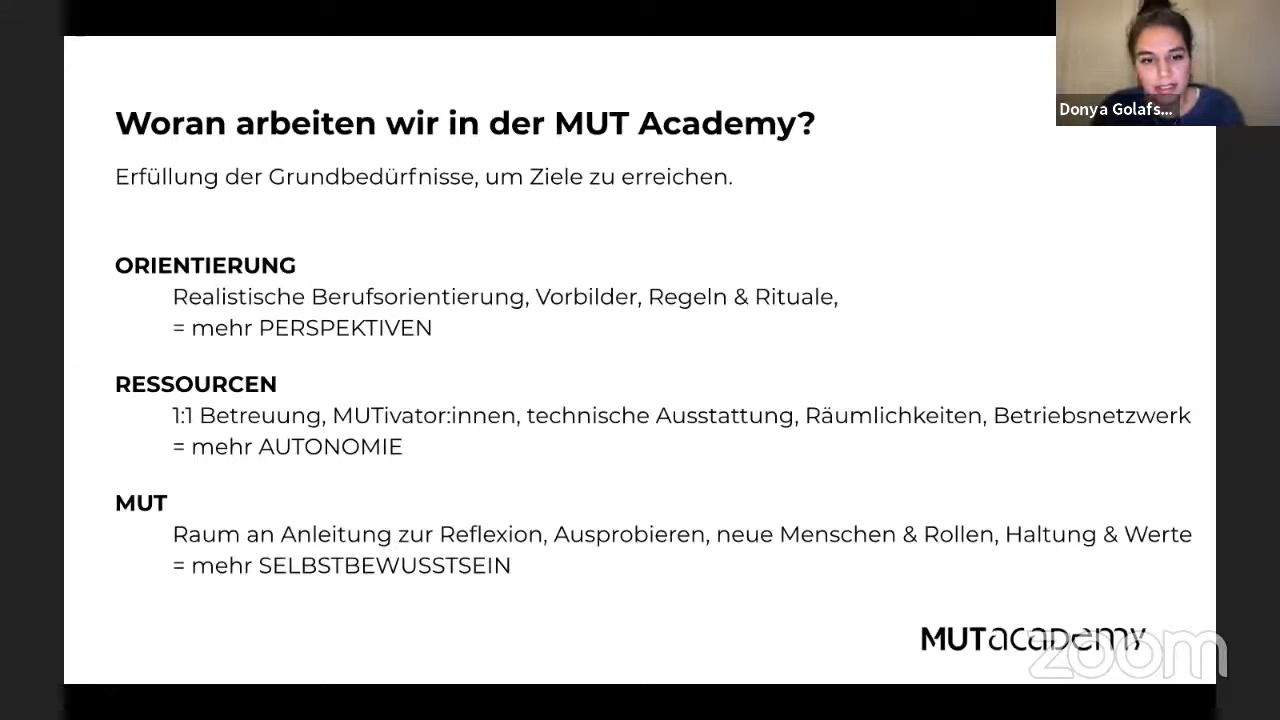 Woran arbeiten wir in der MUT Academy?
Donya Golafs...
Erfüllung der Grundbedürfnisse, um Ziele zu erreichen.
ORIENTIERUNG
Realistische Berufsorientierung, Vorbilder, Regeln & Rituale,
= mehr PERSPEKTIVEN
RESSOURCEN
1:1 Betreuung, MUTivator:innen, technische Ausstattung, Räumlichkeiten, Betriebsnetzwerk
= mehr AUTONOMIE
MUT
Raum an Anleitung zur Reflexion, Ausprobieren, neue Menschen & Rollen, Haltung & Werte
= mehr SELBSTBEWUSSTSEIN
MUTacademy
zoom